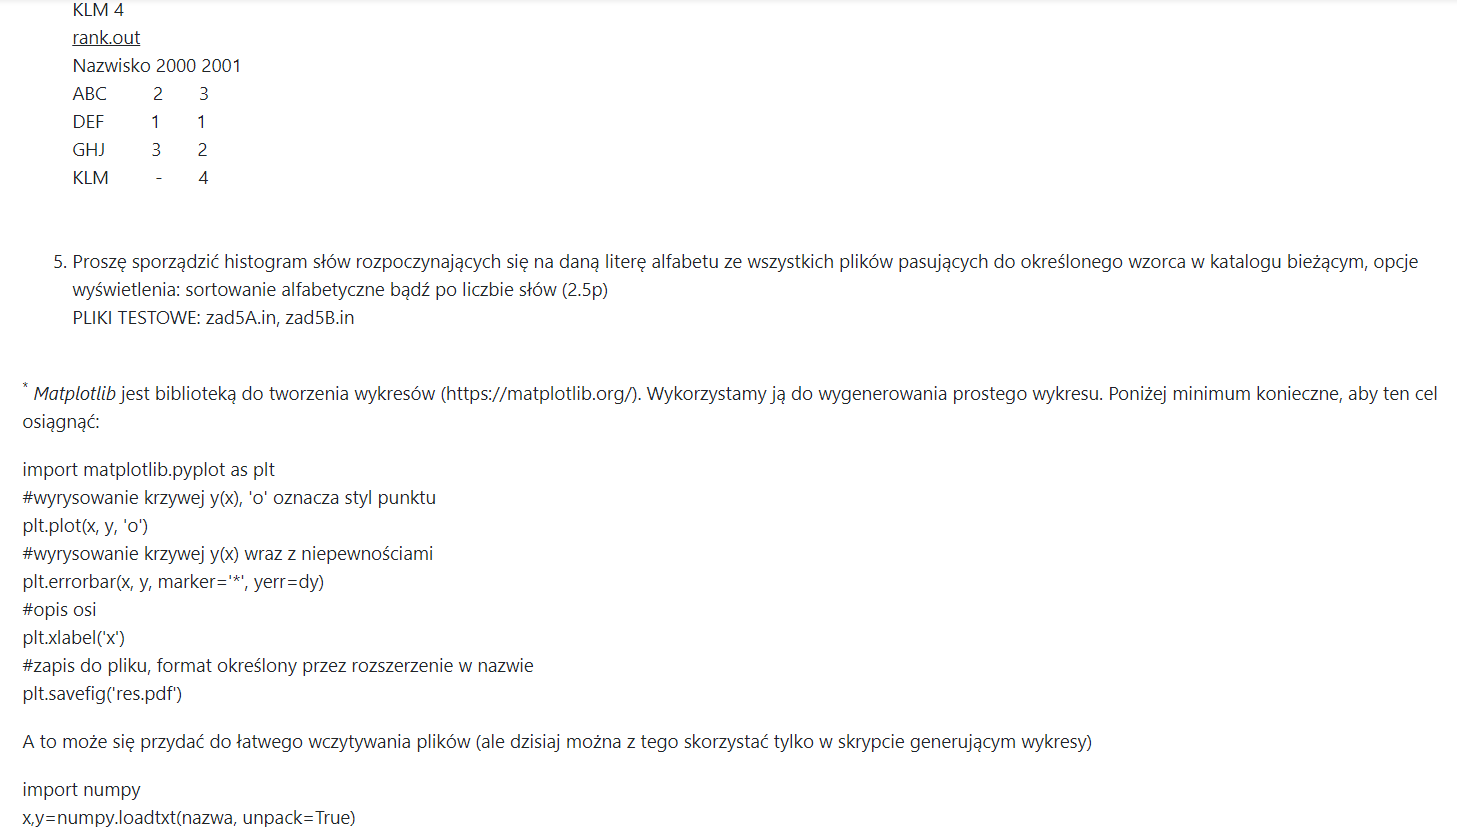 KLM 4
rank.out
Nazwisko 2000 2001
ABC 2 3
DEF 1 1
GHJ 3 2
KLM - 4
5. Proszę sporządzić histogram słów rozpoczynających się na daną literę alfabetu ze wszystkich plików pasujących do określonego wzorca w katalogu bieżącym, opcje
wyświetlenia: sortowanie alfabetyczne bądź po liczbie słów (2.5p)
PLIKI TESTOWE: zad5A.in, zad5B.in
* Matplotlib jest biblioteką do tworzenia wykresów (https://matplotlib.org/). Wykorzystamy ją do wygenerowania prostego wykresu. Poniżej minimum konieczne, aby ten cel
osiągnąć:
import matplotlib.pyplot as plt
#wyrysowanie krzywej y(x), 'o' oznacza styl punktu
plt.plot(x, y, 'o')
#wyrysowanie krzywej y(x) wraz z niepewnościami
plt.errorbar(x, y, marker='*', yerr=dy)
#opis osi
plt.xlabel('x')
#zapis do pliku, format określony przez rozszerzenie w nazwie
plt.savefig('res.pdf')
A to może się przydać do łatwego wczytywania plików (ale dzisiaj można z tego skorzystać tylko w skrypcie generującym wykresy)
import numpy
x,y=numpy.loadtxt(nazwa, unpack=True)